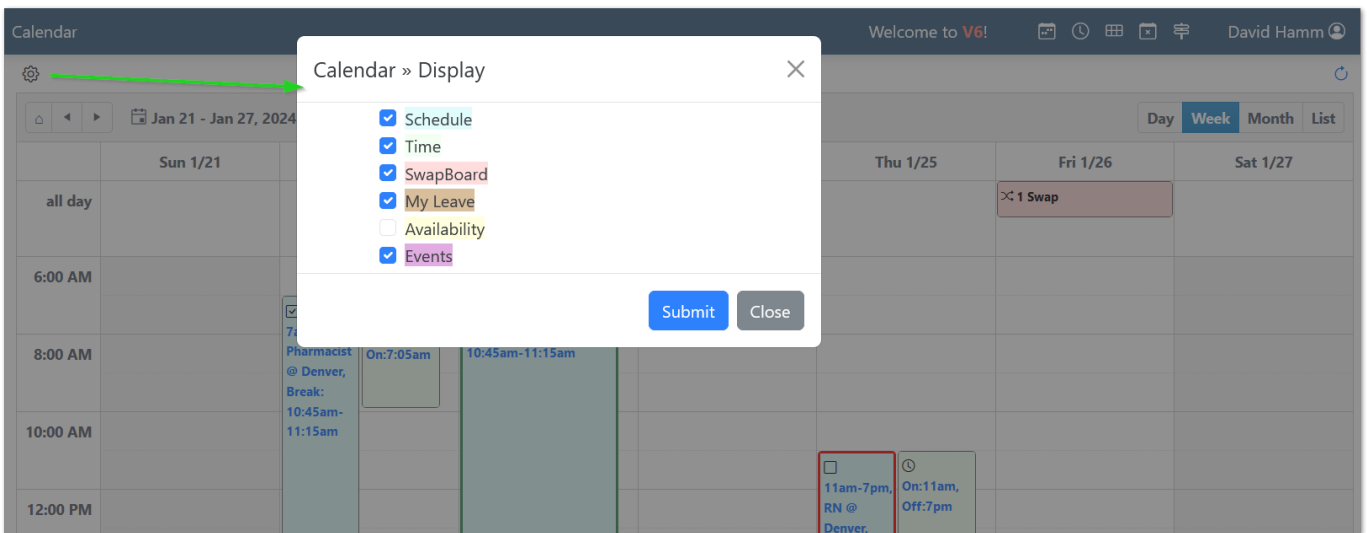 Calendar
Welcome to V6!
David Hamm
Calendar » Display
Jan 21 - Jan 27, 2024
Day
Week
Month
List
Schedule
Time
SwapBoard
My Leave
Availability
Events
Submit
Close
Sun 1/21
Thu 1/25
Fri 1/26
Sat 1/27
all day
1 Swap
6:00 AM
8:00 AM
10:00 AM
12:00 PM
Pharmacist
@ Denver,
Break:
10:45am-
11:15am
On:7:05am
10:45am-11:15am
11am-7pm,
RN @
Denver,
On:11am,
Off:7pm